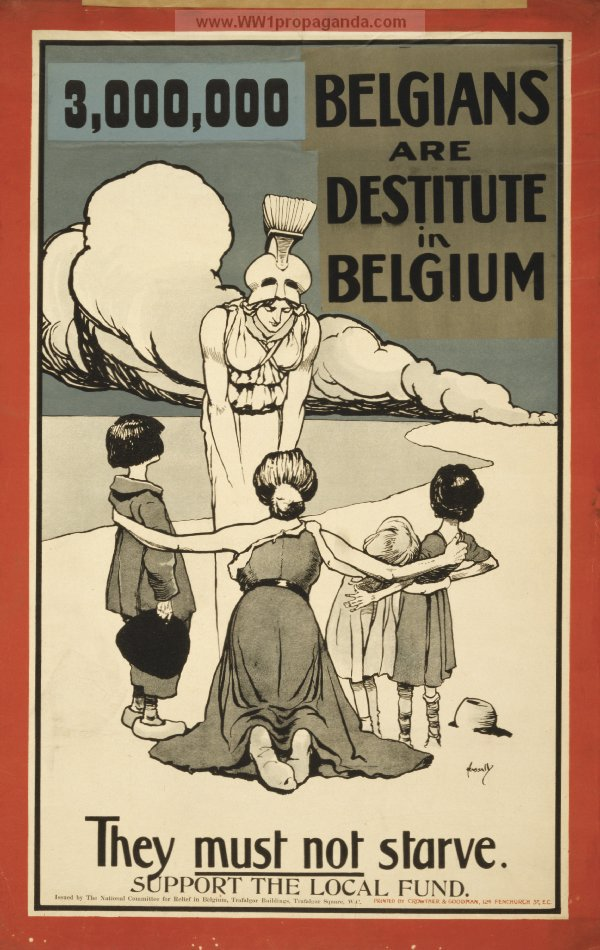 www.WW1propaganda.com
3,000,000 BELGIANS
ARE
DESTITUTE
in
BELGIUM
Hassall
They must not starve.
SUPPORT THE LOCAL FUND.
Issued by The National Committee for Relief in Belgium, Trafalgar Buildings, Trafalgar Square, W.C. PRINTED BY CROWTHER & GOODMAN, 124 FENCHURCH ST, E.C.